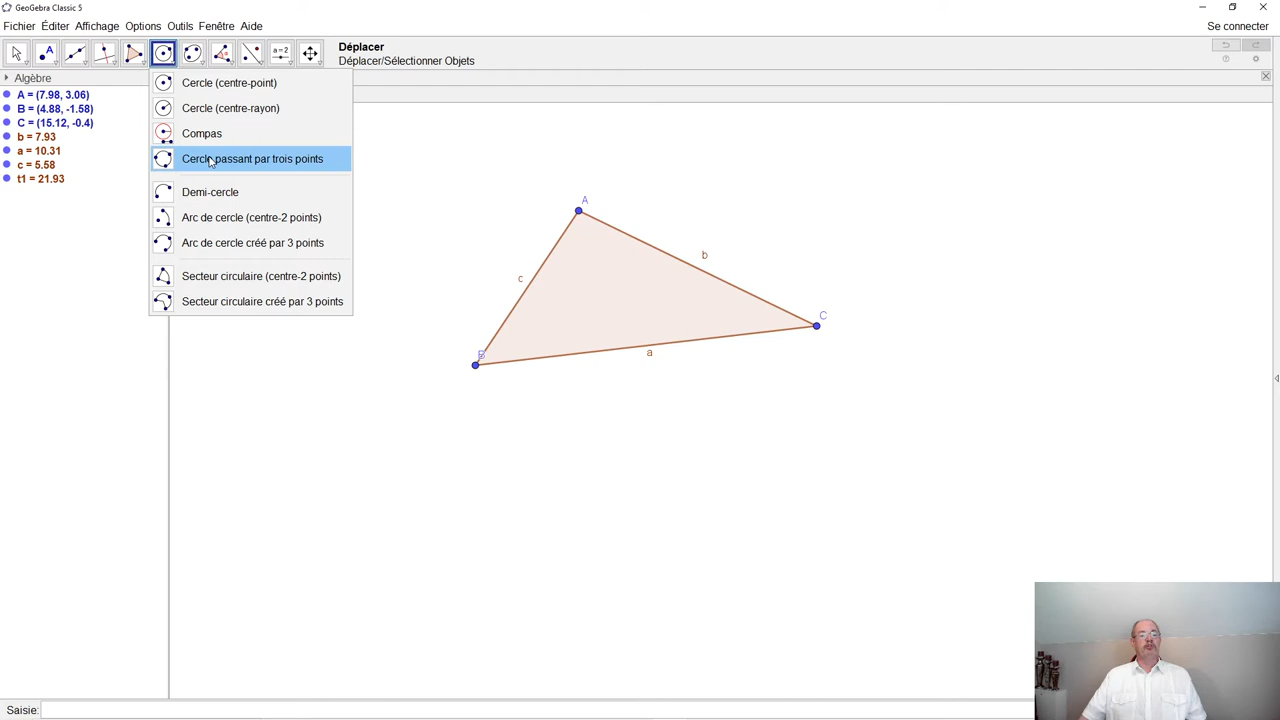 GeoGebra Classic 5
Fichier Éditer Affichage Options Outils Fenêtre Aide
Se connecter
A
a=2
Déplacer
Déplacer/Sélectionner Objets
Algèbre
A = (7.98, 3.06)
B = (4.88, -1.58)
C = (15.12, -0.4)
b = 7.93
a = 10.31
c = 5.58
t1 = 21.93
Cercle (centre-point)
Cercle (centre-rayon)
Compas
Cercle passant par trois points
Demi-cercle
Arc de cercle (centre-2 points)
Arc de cercle créé par 3 points
Secteur circulaire (centre-2 points)
Secteur circulaire créé par 3 points
A
b
c
C
B
a
Saisie: